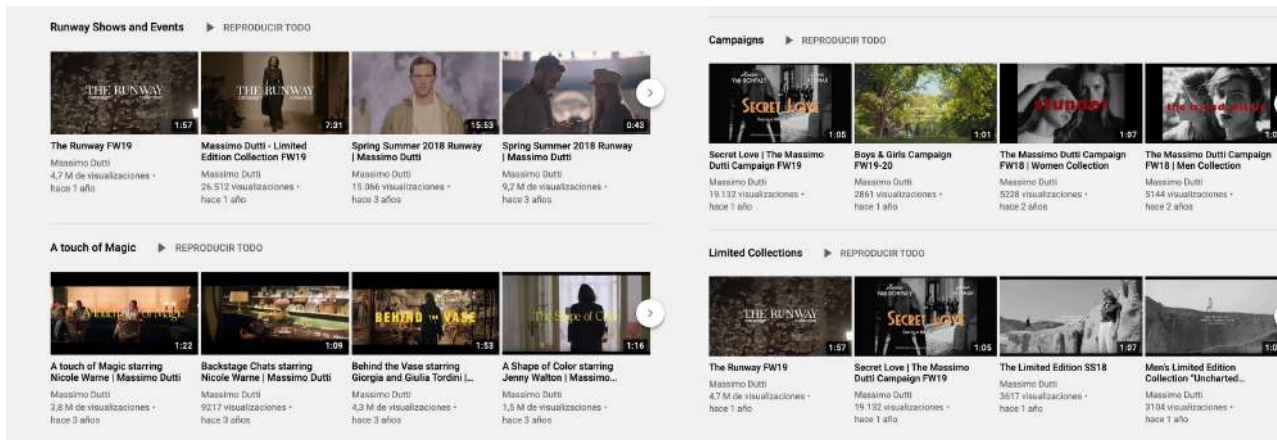 Runway Shows and Events ▶ REPRODUCIR TODO
THE RUNWAY
1:57
THE RUNWAY
7:31
15:53
0:43
The Runway FW19
Massimo Dutti
4,7 M de visualizaciones •
hace 1 año
Massimo Dutti - Limited
Edition Collection FW19
Massimo Dutti
26.512 visualizaciones •
hace 1 año
Spring Summer 2018 Runway
| Massimo Dutti
Massimo Dutti
15.066 visualizaciones •
hace 3 años
Spring Summer 2018 Runway
| Massimo Dutti
Massimo Dutti
9,2 M de visualizaciones •
hace 3 años
A touch of Magic ▶ REPRODUCIR TODO
A touch of Magic
1:22
1:09
BEHIND THE VASE
1:53
The Shape of Co
1:16
A touch of Magic starring
Nicole Warne | Massimo Dutti
Massimo Dutti
3,8 M de visualizaciones •
hace 3 años
Backstage Chats starring
Nicole Warne | Massimo Dutti
Massimo Dutti
9217 visualizaciones •
hace 3 años
Behind the Vase starring
Giorgia and Giulia Tordini |...
Massimo Dutti
4,3 M de visualizaciones •
hace 3 años
A Shape of Color starring
Jenny Walton | Massimo...
Massimo Dutti
1,5 M de visualizaciones •
hace 3 años
Campaigns ▶ REPRODUCIR TODO
SECRET LOVE
1:05
1:01
stunder
1:07
1:0
Secret Love | The Massimo
Dutti Campaign FW19
Massimo Dutti
19.132 visualizaciones •
hace 1 año
Boys & Girls Campaign
FW19-20
Massimo Dutti
2861 visualizaciones •
hace 1 año
The Massimo Dutti Campaign
FW18 | Women Collection
Massimo Dutti
5228 visualizaciones •
hace 2 años
The Massimo Dutti Campaign
FW18 | Men Collection
Massimo Dutti
5144 visualizaciones •
hace 2 años
Limited Collections ▶ REPRODUCIR TODO
THE RUNWAY
1:57
SECRET LOVE
1:05
1:07
1:0
The Runway FW19
Massimo Dutti
4,7 M de visualizaciones •
hace 1 año
Secret Love | The Massimo
Dutti Campaign FW19
Massimo Dutti
19.132 visualizaciones •
hace 1 año
The Limited Edition SS18
Massimo Dutti
3617 visualizaciones •
hace 1 año
Men's Limited Edition
Collection "Uncharted...
Massimo Dutti
3104 visualizaciones •
hace 1 año